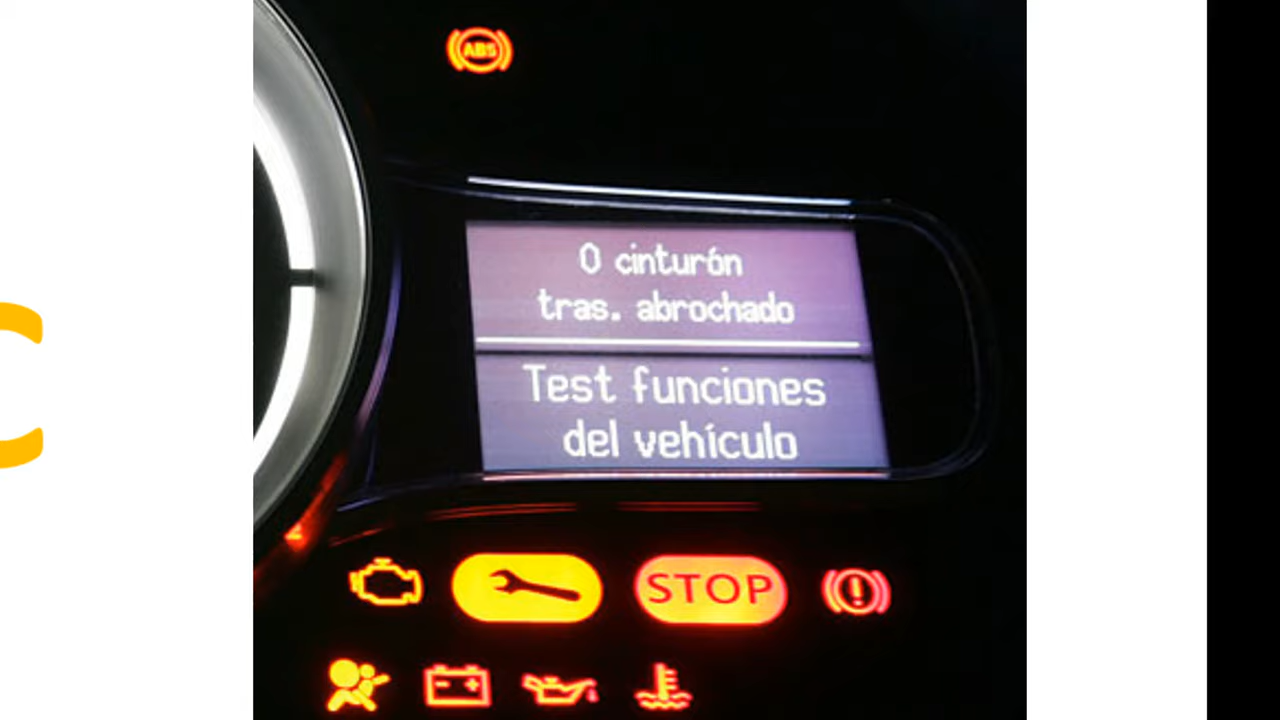 ABS
0 cinturón
tras. abrochado
Test funciones
del vehículo
STOP